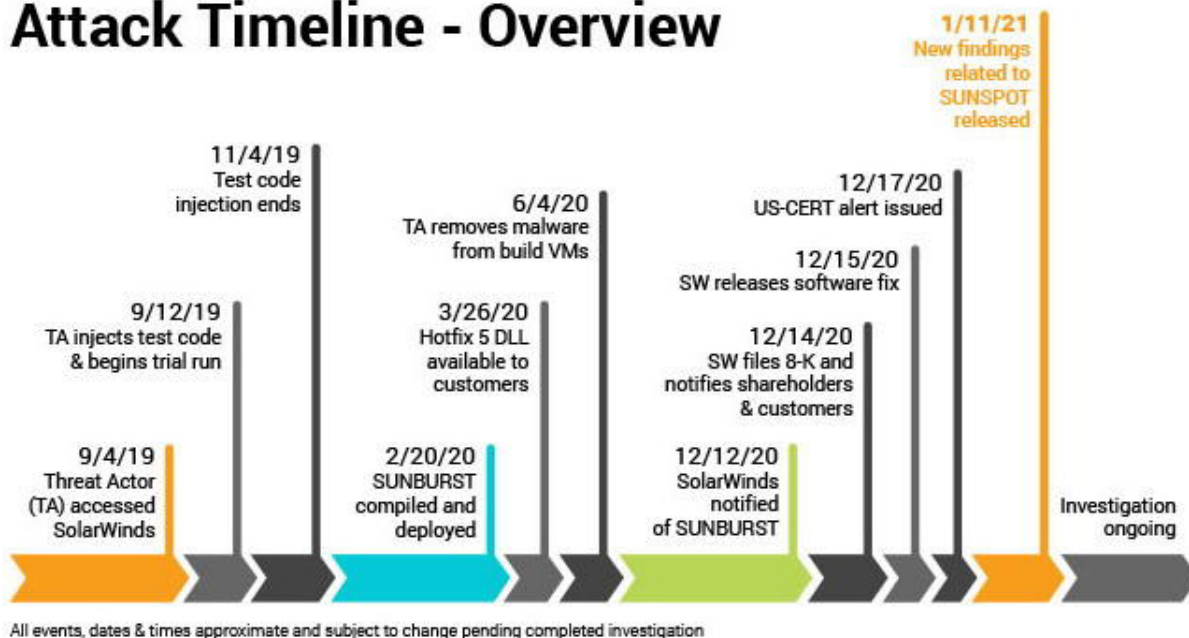 Attack Timeline - Overview
9/4/19
Threat Actor
(TA) accessed
SolarWinds
9/12/19
TA injects test code
& begins trial run
11/4/19
Test code
injection ends
2/20/20
SUNBURST
compiled and
deployed
3/26/20
Hotfix 5 DLL
available to
customers
6/4/20
TA removes malware
from build VMs
12/12/20
SolarWinds
notified
of SUNBURST
12/14/20
SW files 8-K and
notifies shareholders
& customers
12/15/20
SW releases software fix
12/17/20
US-CERT alert issued
1/11/21
New findings
related to
SUNSPOT
released
Investigation
ongoing
All events, dates & times approximate and subject to change pending completed investigation